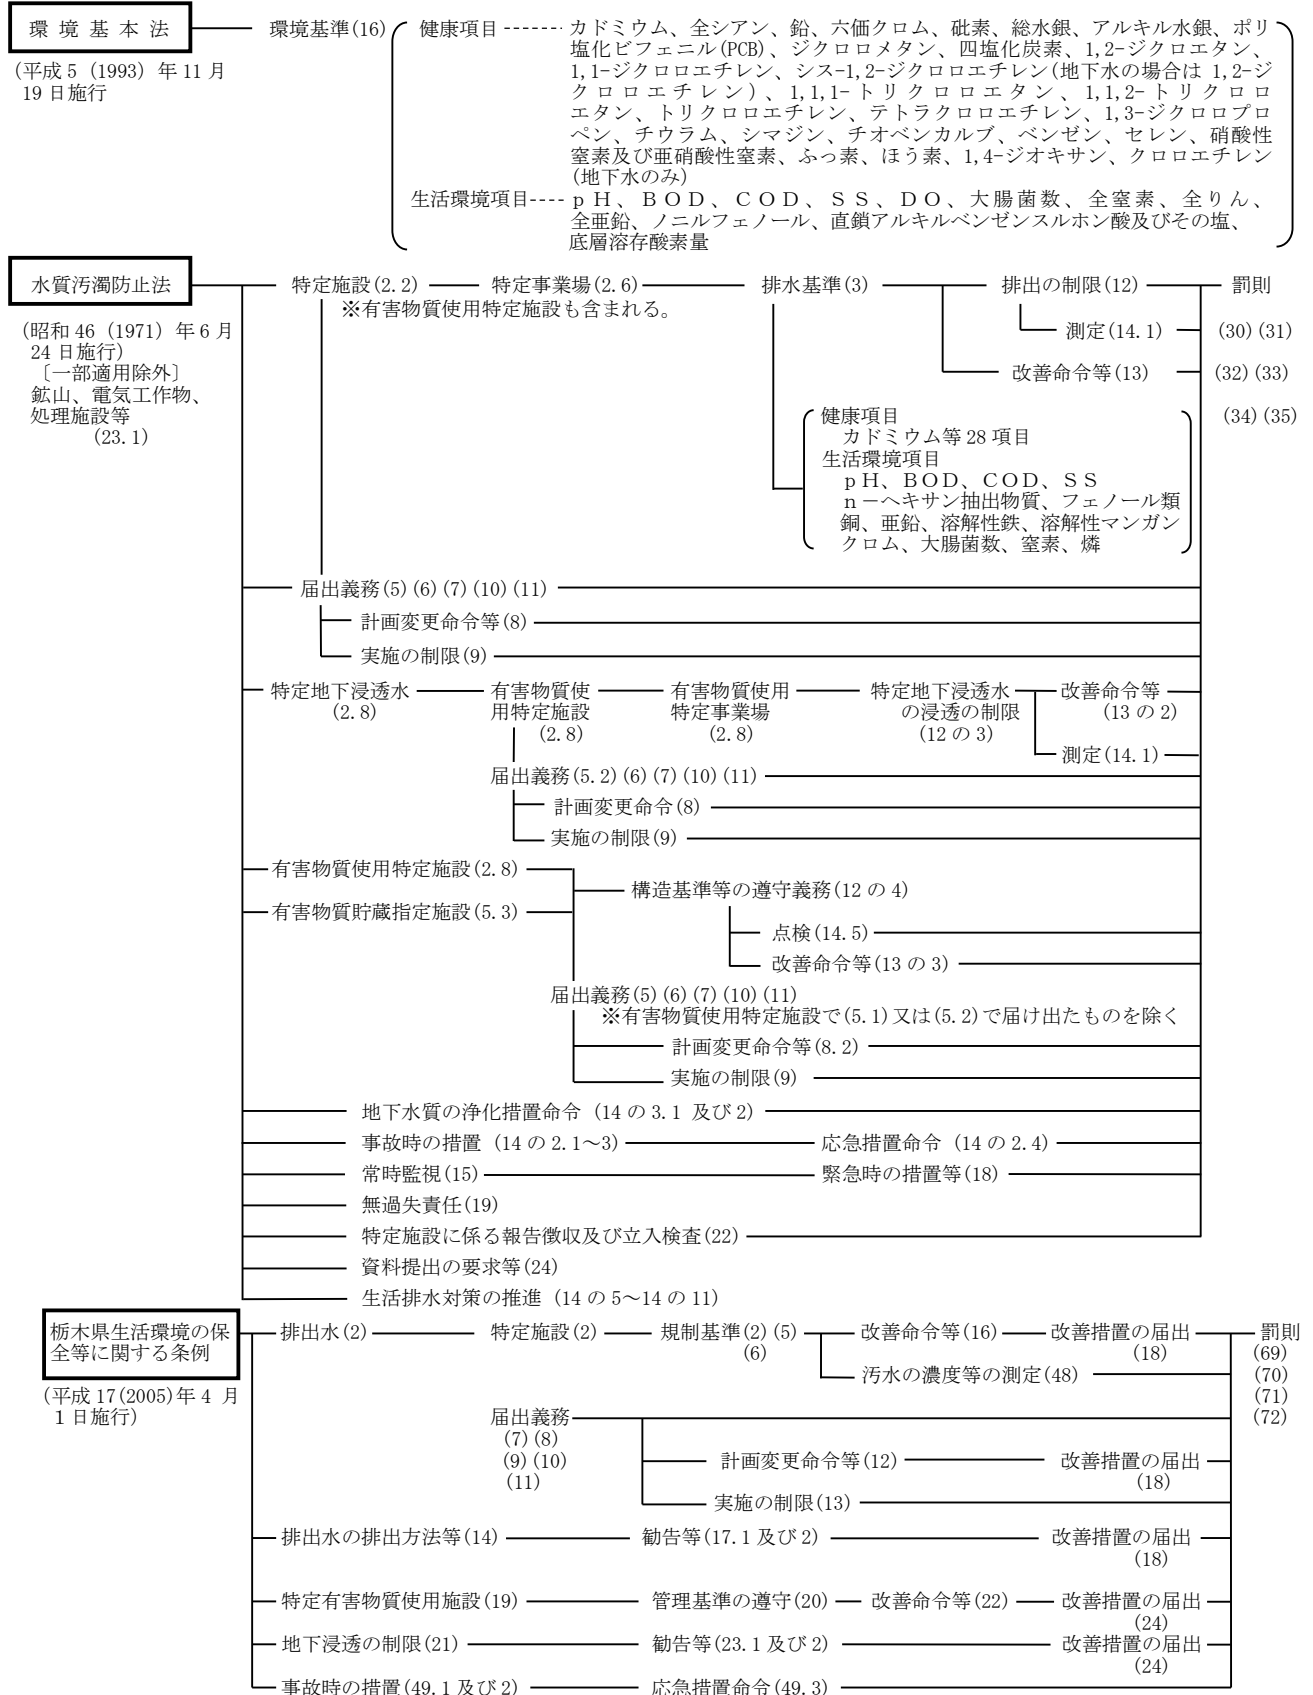 環境基本法 環境基準(16) 健康項目 カドミウム、全シアン、鉛、六価クロム、砒素、総水銀、アルキル水銀、ポリ
塩化ビフェニル(PCB)、ジクロロメタン、四塩化炭素、1,2-ジクロエタン、
(平成5（1993）年11月
19日施行
1,1-ジクロロエチレン、シス-1,2-ジクロロエチレン(地下水の場合は 1,2-ジ
クロロエチレン)、1,1,1-トリクロロエタン、1,1,2-トリクロロ
エタン、トリクロロエチレン、テトラクロロエチレン、1,3-ジクロロプロ
ペン、チウラム、シマジン、チオベンカルブ、ベンゼン、セレン、硝酸性
窒素及び亜硝酸性窒素、ふっ素、ほう素、1,4-ジオキサン、クロロエチレン
(地下水のみ)
生活環境項目 ｐＨ、ＢＯＤ、ＣＯＤ、ＳＳ、ＤＯ、大腸菌数、全窒素、全りん、
全亜鉛、ノニルフェノール、直鎖アルキルベンゼンスルホン酸及びその塩、
底層溶存酸素量
水質汚濁防止法 特定施設(2.2) 特定事業場(2.6) 排水基準(3) 排出の制限(12) 罰則
※有害物質使用特定施設も含まれる。
(昭和46（1971）年6月
24日施行)
〔一部適用除外〕
鉱山、電気工作物、
処理施設等
(23.1)
測定(14.1) (30)(31)
改善命令等(13) (32)(33)
(34)(35)
健康項目
カドミウム等28項目
生活環境項目
ｐＨ、ＢＯＤ、ＣＯＤ、ＳＳ
ｎ－ヘキサン抽出物質、フェノール類
銅、亜鉛、溶解性鉄、溶解性マンガン
クロム、大腸菌数、窒素、燐
届出義務(5)(6)(7)(10)(11)
計画変更命令等(8)
実施の制限(9)
特定地下浸透水 有害物質使 有害物質使用 特定地下浸透水 改善命令等
(2.8) 用特定施設 特定事業場 の浸透の制限 (13の2)
(2.8) (2.8) (12の3)
測定(14.1)
届出義務(5.2)(6)(7)(10)(11)
計画変更命令(8)
実施の制限(9)
有害物質使用特定施設(2.8)
構造基準等の遵守義務(12の4)
有害物質貯蔵指定施設(5.3)
点検(14.5)
改善命令等(13の3)
届出義務(5)(6)(7)(10)(11)
※有害物質使用特定施設で(5.1)又は(5.2)で届け出たものを除く
計画変更命令等(8.2)
実施の制限(9)
地下水質の浄化措置命令（14の3.1 及び2)
事故時の措置（14の2.1～3) 応急措置命令（14の2.4)
常時監視(15) 緊急時の措置等(18)
無過失責任(19)
特定施設に係る報告徴収及び立入検査(22)
資料提出の要求等(24)
生活排水対策の推進（14の5～14の11)
栃木県生活環境の保
全等に関する条例
排出水(2) 特定施設(2) 規制基準(2)(5) 改善命令等(16) 改善措置の届出 罰則
(6) (18) (69)
(平成17(2005)年4 月
１日施行)
汚水の濃度等の測定(48) (70)
(71)
届出義務 (72)
(7)(8)
(9)(10) 計画変更命令等(12) 改善措置の届出
(11) (18)
実施の制限(13)
排出水の排出方法等(14) 勧告等(17.1及び2) 改善措置の届出
(18)
特定有害物質使用施設(19) 管理基準の遵守(20) 改善命令等(22) 改善措置の届出
(24)
地下浸透の制限(21) 勧告等(23.1及び2) 改善措置の届出
(24)
事故時の措置(49.1及び2) 応急措置命令(49.3)